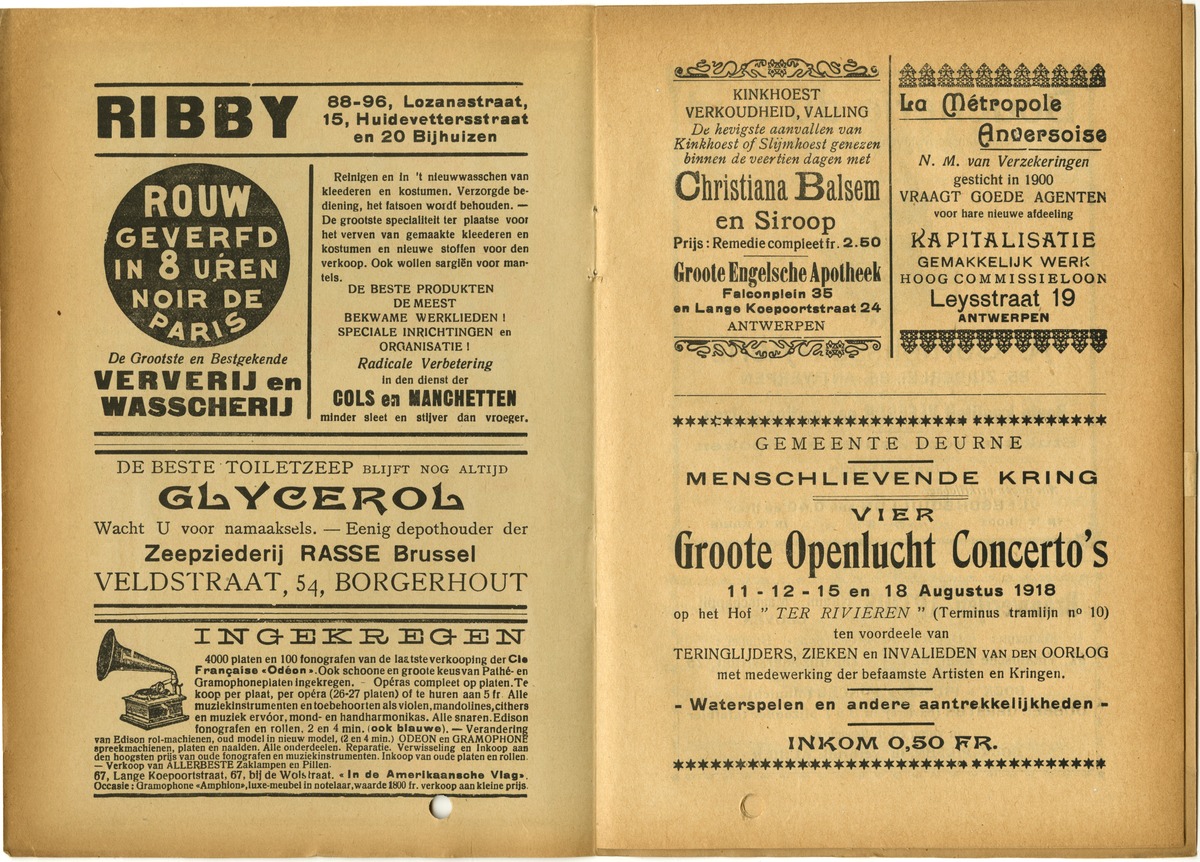 RIBBY
88-96, Lozanastraat,
15, Huidevettersstraat
en 20 Bijhuizen
ROUW
GEVERFD
IN 8 UREN
NOIR DE
PARIS
De Grootste en Bestgekende
VERVERIJ en
WASSCHERIJ
Reinigen en in 't nieuwwasschen van
kleederen en kostumen. Verzorgde be-
diening, het fatsoen wordt behouden. —
De grootste specialiteit ter plaatse voor
het verven van gemaakte kleederen en
kostumen en nieuwe stoffen voor den
verkoop. Ook wollen sargiën voor man-
tels.
DE BESTE PRODUKTEN
DE MEEST
BEKWAME WERKLIEDEN !
SPECIALE INRICHTINGEN en
ORGANISATIE !
Radicale Verbetering
in den dienst der
COLS en MANCHETTEN
minder sleet en stijver dan vroeger.
DE BESTE TOILETZEEP BLIJFT NOG ALTIJD
GLYCEROL
Wacht U voor namaaksels. — Eenig depothouder der
Zeepziederij RASSE Brussel
VELDSTRAAT, 54, BORGERHOUT
INGEKREGEN
4000 platen en 100 fonografen van de laatste verkooping der Cie
Française «Odéon». Ook schoone en groote keus van Pathé- en
Gramophoneplaten ingekregen. - Opéras compleet op platen. Te
koop per plaat, per opéra (26-27 platen) of te huren aan 5 fr. Alle
muziekinstrumenten en toebehoorten als violen, mandolines, cithers
en muziek ervóor, mond- en handharmonikas. Alle snaren. Edison
fonografen en rollen, 2 en 4 min. (ook blauwe). — Verandering
van Edison rol-machienen, oud model in nieuw model, (2 en 4 min.) ODEON en GRAMOPHONE
spreekmachienen, platen en naalden. Alle onderdeelen. Reparatie. Verwisseling en Inkoop aan
den hoogsten prijs van oude fonografen en muziekinstrumenten. Inkoop van oude platen en rollen.
— Verkoop van ALLERBESTE Zaklampen en Pillen.
67, Lange Koepoortstraat, 67, bij de Wolstraat. « In de Amerikaansche Vlag».
Occasie: Gramophone «Amphion», luxe-meubel in notelaar, waarde 1800 fr. verkoop aan kleine prijs.
KINKHOEST
VERKOUDHEID, VALLING
De hevigste aanvallen van
Kinkhoest of Slijmhoest genezen
binnen de veertien dagen met
Christiana Balsem
en Siroop
Prijs : Remedie compleet fr. 2.50
Groote Engelsche Apotheek
Falconplein 35
en Lange Koepoortstraat 24
ANTWERPEN
La Métropole
Anversoise
N. M. van Verzekeringen
gesticht in 1900
VRAAGT GOEDE AGENTEN
voor hare nieuwe afdeeling
KAPITALISATIE
GEMAKKELIJK WERK
HOOG COMMISSIELOON
Leysstraat 19
ANTWERPEN
GEMEENTE DEURNE
MENSCHLIEVENDE KRING
VIER
Groote Openlucht Concerto's
11 - 12 - 15 en 18 Augustus 1918
op het Hof " TER RIVIEREN " (Terminus tramlijn no 10)
ten voordeele van
TERINGLIJDERS, ZIEKEN en INVALIEDEN VAN DEN OORLOG
met medewerking der befaamste Artisten en Kringen.
- Waterspelen en andere aantrekkelijkheden -
INKOM 0,50 FR.